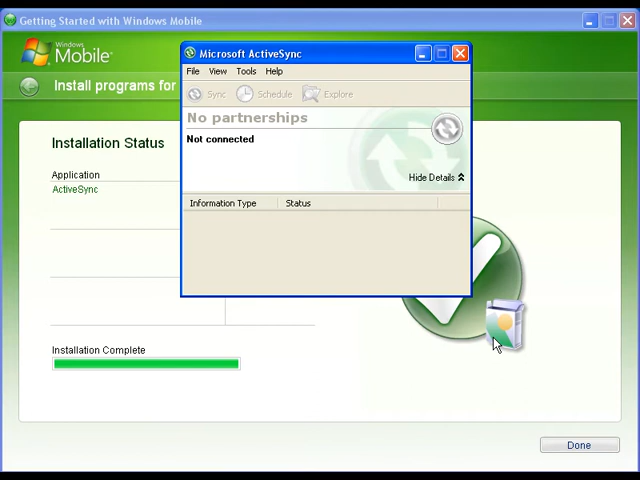 Getting Started with Windows Mobile
Windows
Mobile
Install programs for
Installation Status
Application
ActiveSync
Installation Complete
Done
Microsoft ActiveSync
File View Tools Help
Sync Schedule Explore
No partnerships
Not connected
Hide Details
Information Type Status